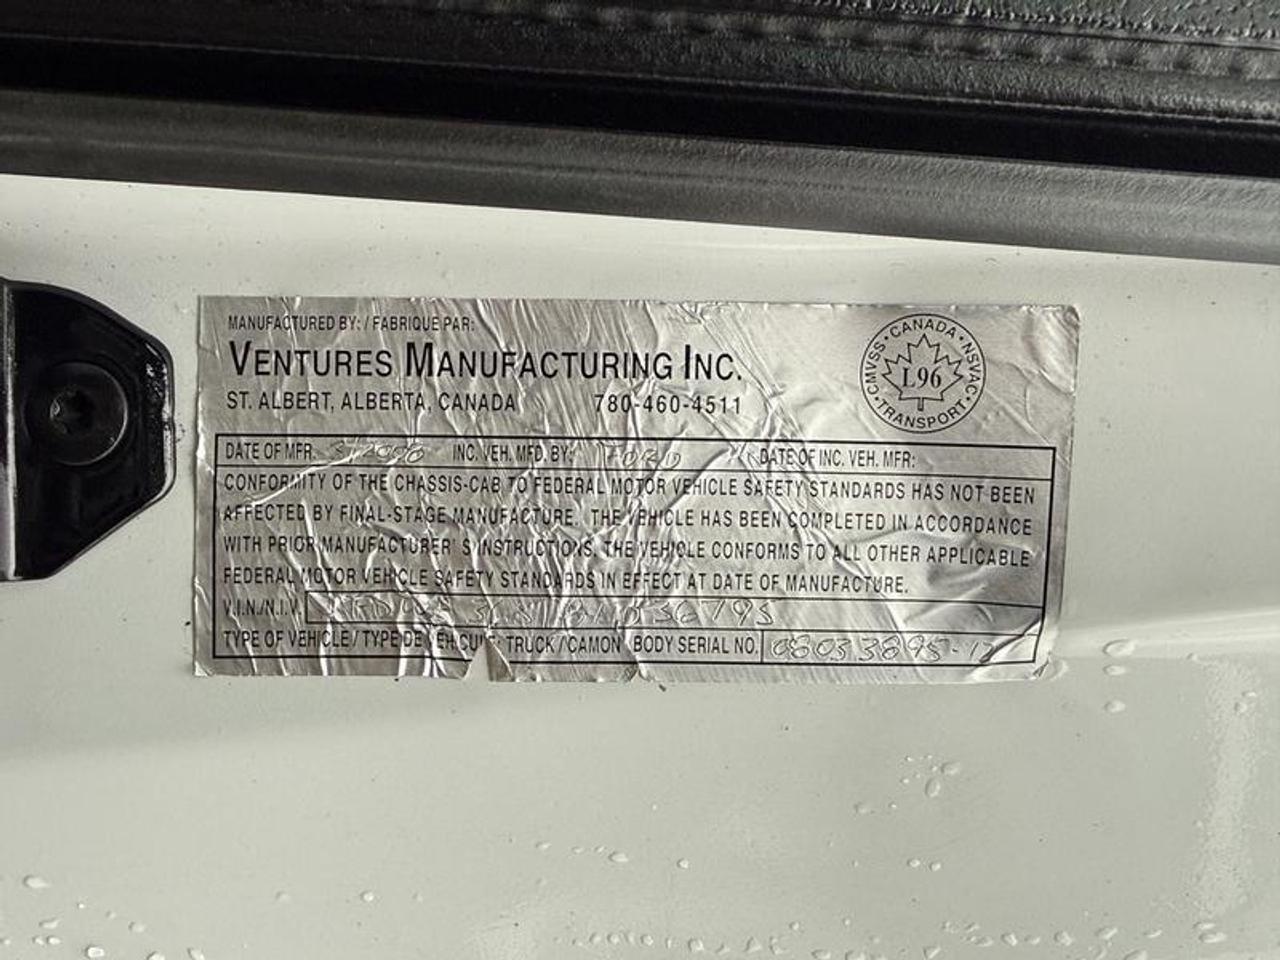 MANUFACTURED BY: / FABRIQUE PAR:
VENTURES MANUFACTURING INC.
ST. ALBERT, ALBERTA, CANADA 780-460-4511
CMVSS · CANADA · NSVAC · TRANSPORT ·
L96
DATE OF MFR. INC. VEH. MFD. BY: FORD DATE OF INC. VEH. MFR:
CONFORMITY OF THE CHASSIS-CAB TO FEDERAL MOTOR VEHICLE SAFETY STANDARDS HAS NOT BEEN
AFFECTED BY FINAL-STAGE MANUFACTURE. THE VEHICLE HAS BEEN COMPLETED IN ACCORDANCE
WITH PRIOR MANUFACTURER'S INSTRUCTIONS. THE VEHICLE CONFORMS TO ALL OTHER APPLICABLE
FEDERAL MOTOR VEHICLE SAFETY STANDARDS IN EFFECT AT DATE OF MANUFACTURE.
V.I.N./N.I.V.
TYPE OF VEHICLE / TYPE DE VEHICULE: TRUCK / CAMON BODY SERIAL NO. 08033895-12